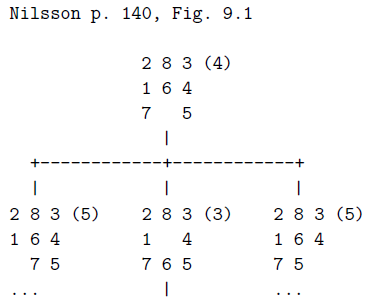 Nilsson p. 140, Fig. 9.1
2 8 3 (4)
1 6 4
7   5
|
+------------+------------+
|            |            |
2 8 3 (5)    2 8 3 (3)    2 8 3 (5)
1 6 4        1   4        1 6 4
  7 5        7 6 5        7 5
...            |          ...